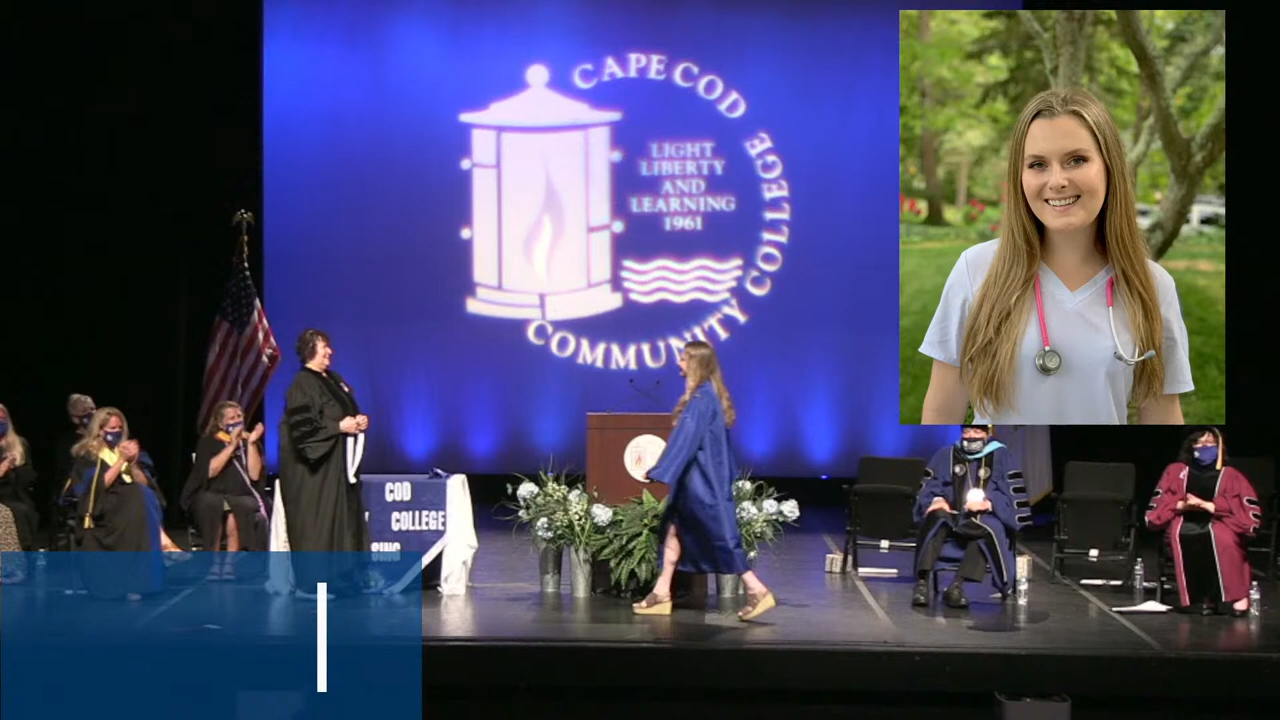 CAPE COD
COMMUNITY COLLEGE
LIGHT
LIBERTY
AND
LEARNING
1961
COD
COLLEGE